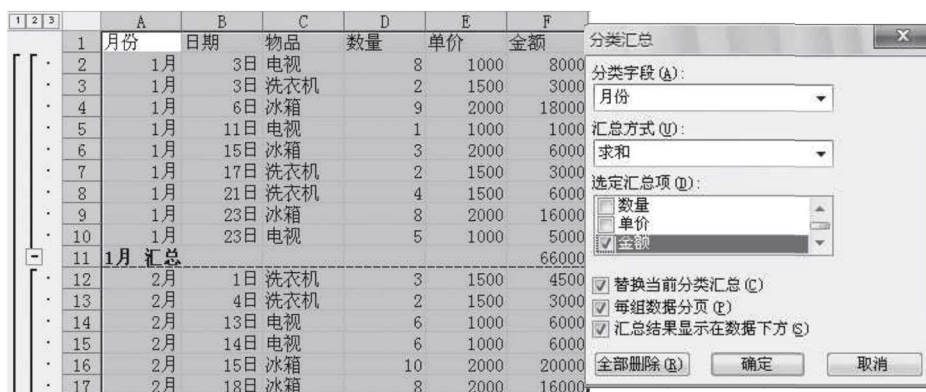 1 2 3 A B C D E F
1 月份 日期 物品 数量 单价 金额
2 1月 3日 电视 8 1000 8000
3 1月 3日 洗衣机 2 1500 3000
4 1月 6日 冰箱 9 2000 18000
5 1月 11日 电视 1 1000 1000
6 1月 15日 冰箱 3 2000 6000
7 1月 17日 洗衣机 2 1500 3000
8 1月 21日 洗衣机 4 1500 6000
9 1月 23日 冰箱 8 2000 16000
10 1月 23日 电视 5 1000 5000
11 1月 汇总 66000
12 2月 1日 洗衣机 3 1500 4500
13 2月 4日 洗衣机 2 1500 3000
14 2月 13日 电视 6 1000 6000
15 2月 14日 电视 6 1000 6000
16 2月 15日 冰箱 10 2000 20000
17 2月 18日 冰箱 8 2000 16000
分类汇总
分类字段(A):
月份
汇总方式(U):
求和
选定汇总项(D):
数量
单价
金额
替换当前分类汇总(C)
每组数据分页(P)
汇总结果显示在数据下方(S)
全部删除(R) 确定 取消